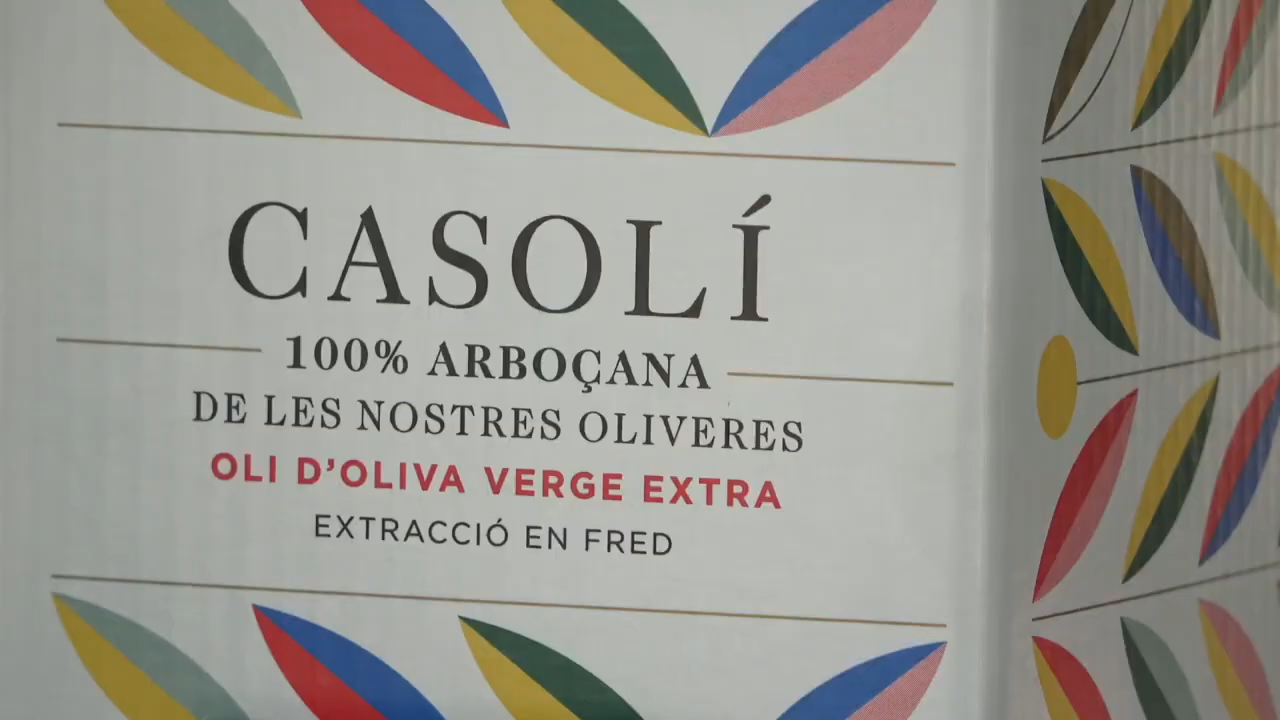 CASOLÍ
100% ARBOÇANA
DE LES NOSTRES OLIVERES
OLI D'OLIVA VERGE EXTRA
EXTRACCIÓ EN FRED